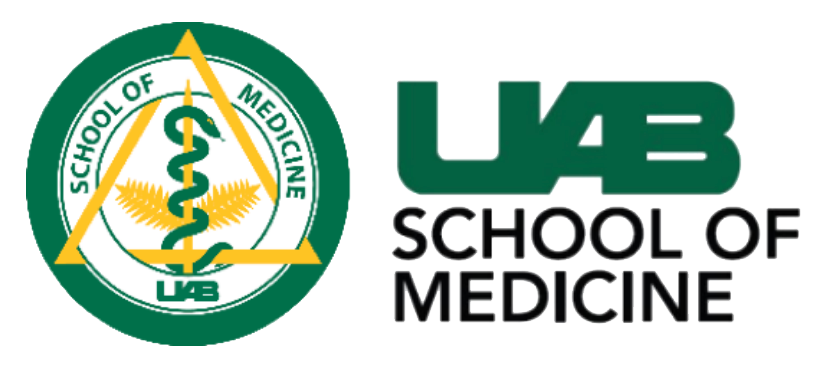 SCHOOL OF MEDICINE
UAB
UAB
SCHOOL OF
MEDICINE